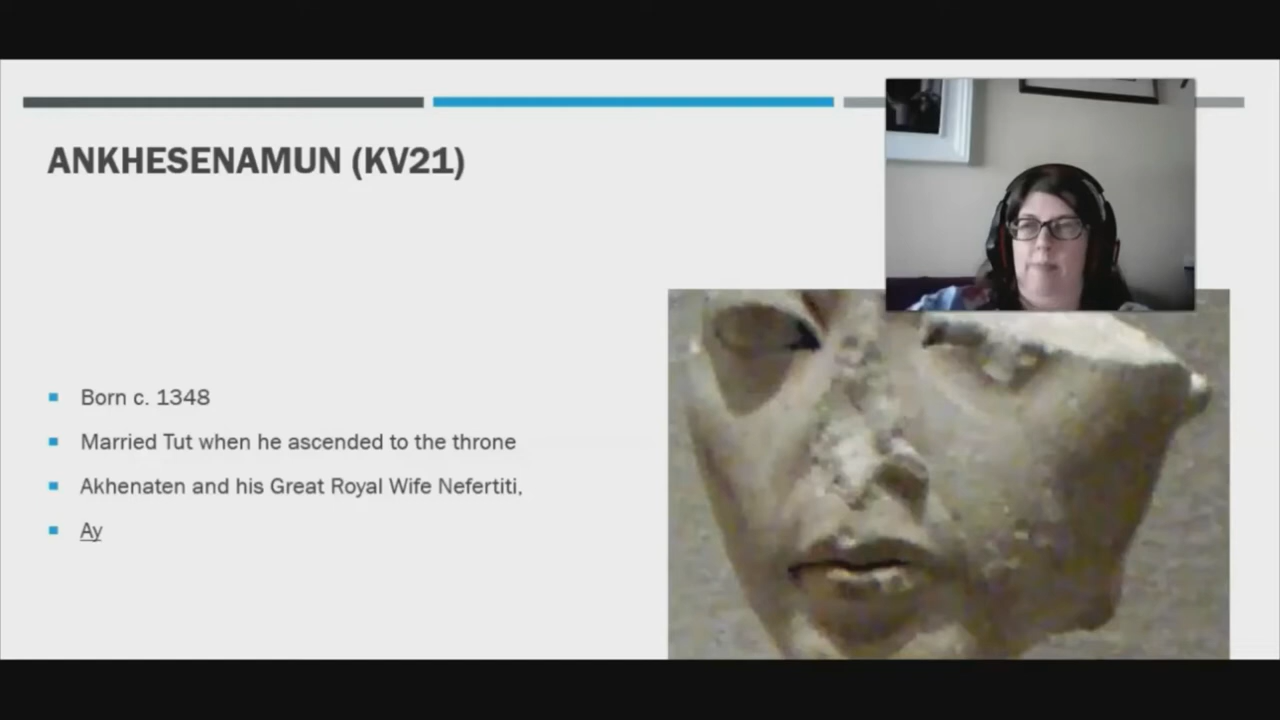 ANKHESENAMUN (KV21)
Born c. 1348
Married Tut when he ascended to the throne
Akhenaten and his Great Royal Wife Nefertiti,
Ay